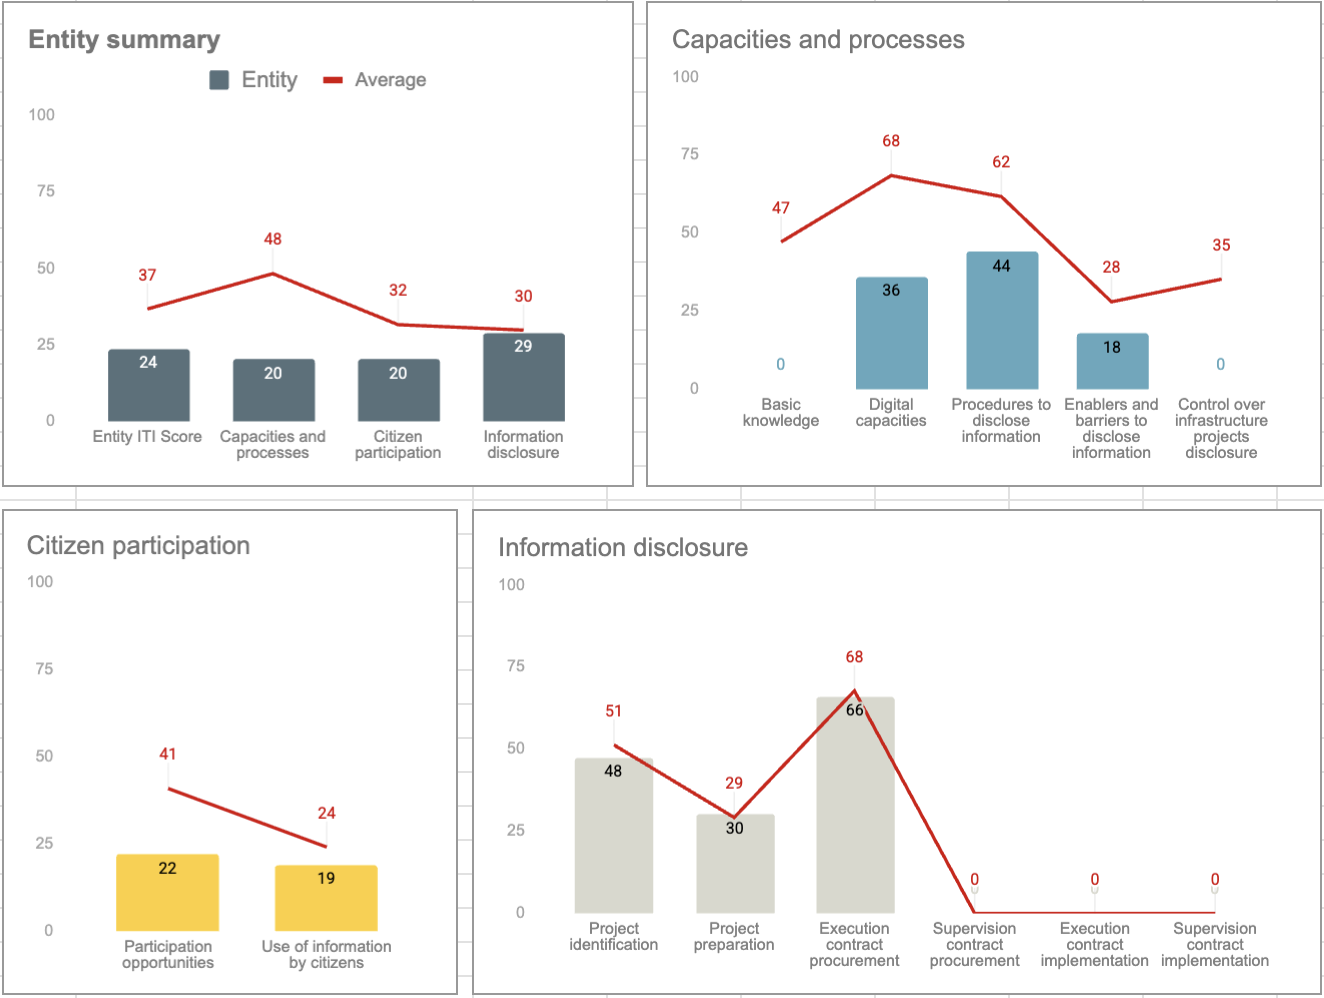 Entity summary
Entity Average
100
75
50
25
0
37
48
32
30
24
20
20
29
Entity ITI Score
Capacities and
processes
Citizen
participation
Information
disclosure
Capacities and processes
100
75
50
25
0
47
68
62
28
35
0
36
44
18
0
Basic
knowledge
Digital
capacities
Procedures to
disclose
information
Enablers and
barriers to
disclose
information
Control over
infrastructure
projects
disclosure
Citizen participation
100
75
50
25
0
41
24
22
19
Participation
opportunities
Use of information
by citizens
Information disclosure
100
75
50
25
0
51
29
68
0
0
0
48
30
66
0
0
0
Project
identification
Project
preparation
Execution
contract
procurement
Supervision
contract
procurement
Execution
contract
implementation
Supervision
contract
implementation